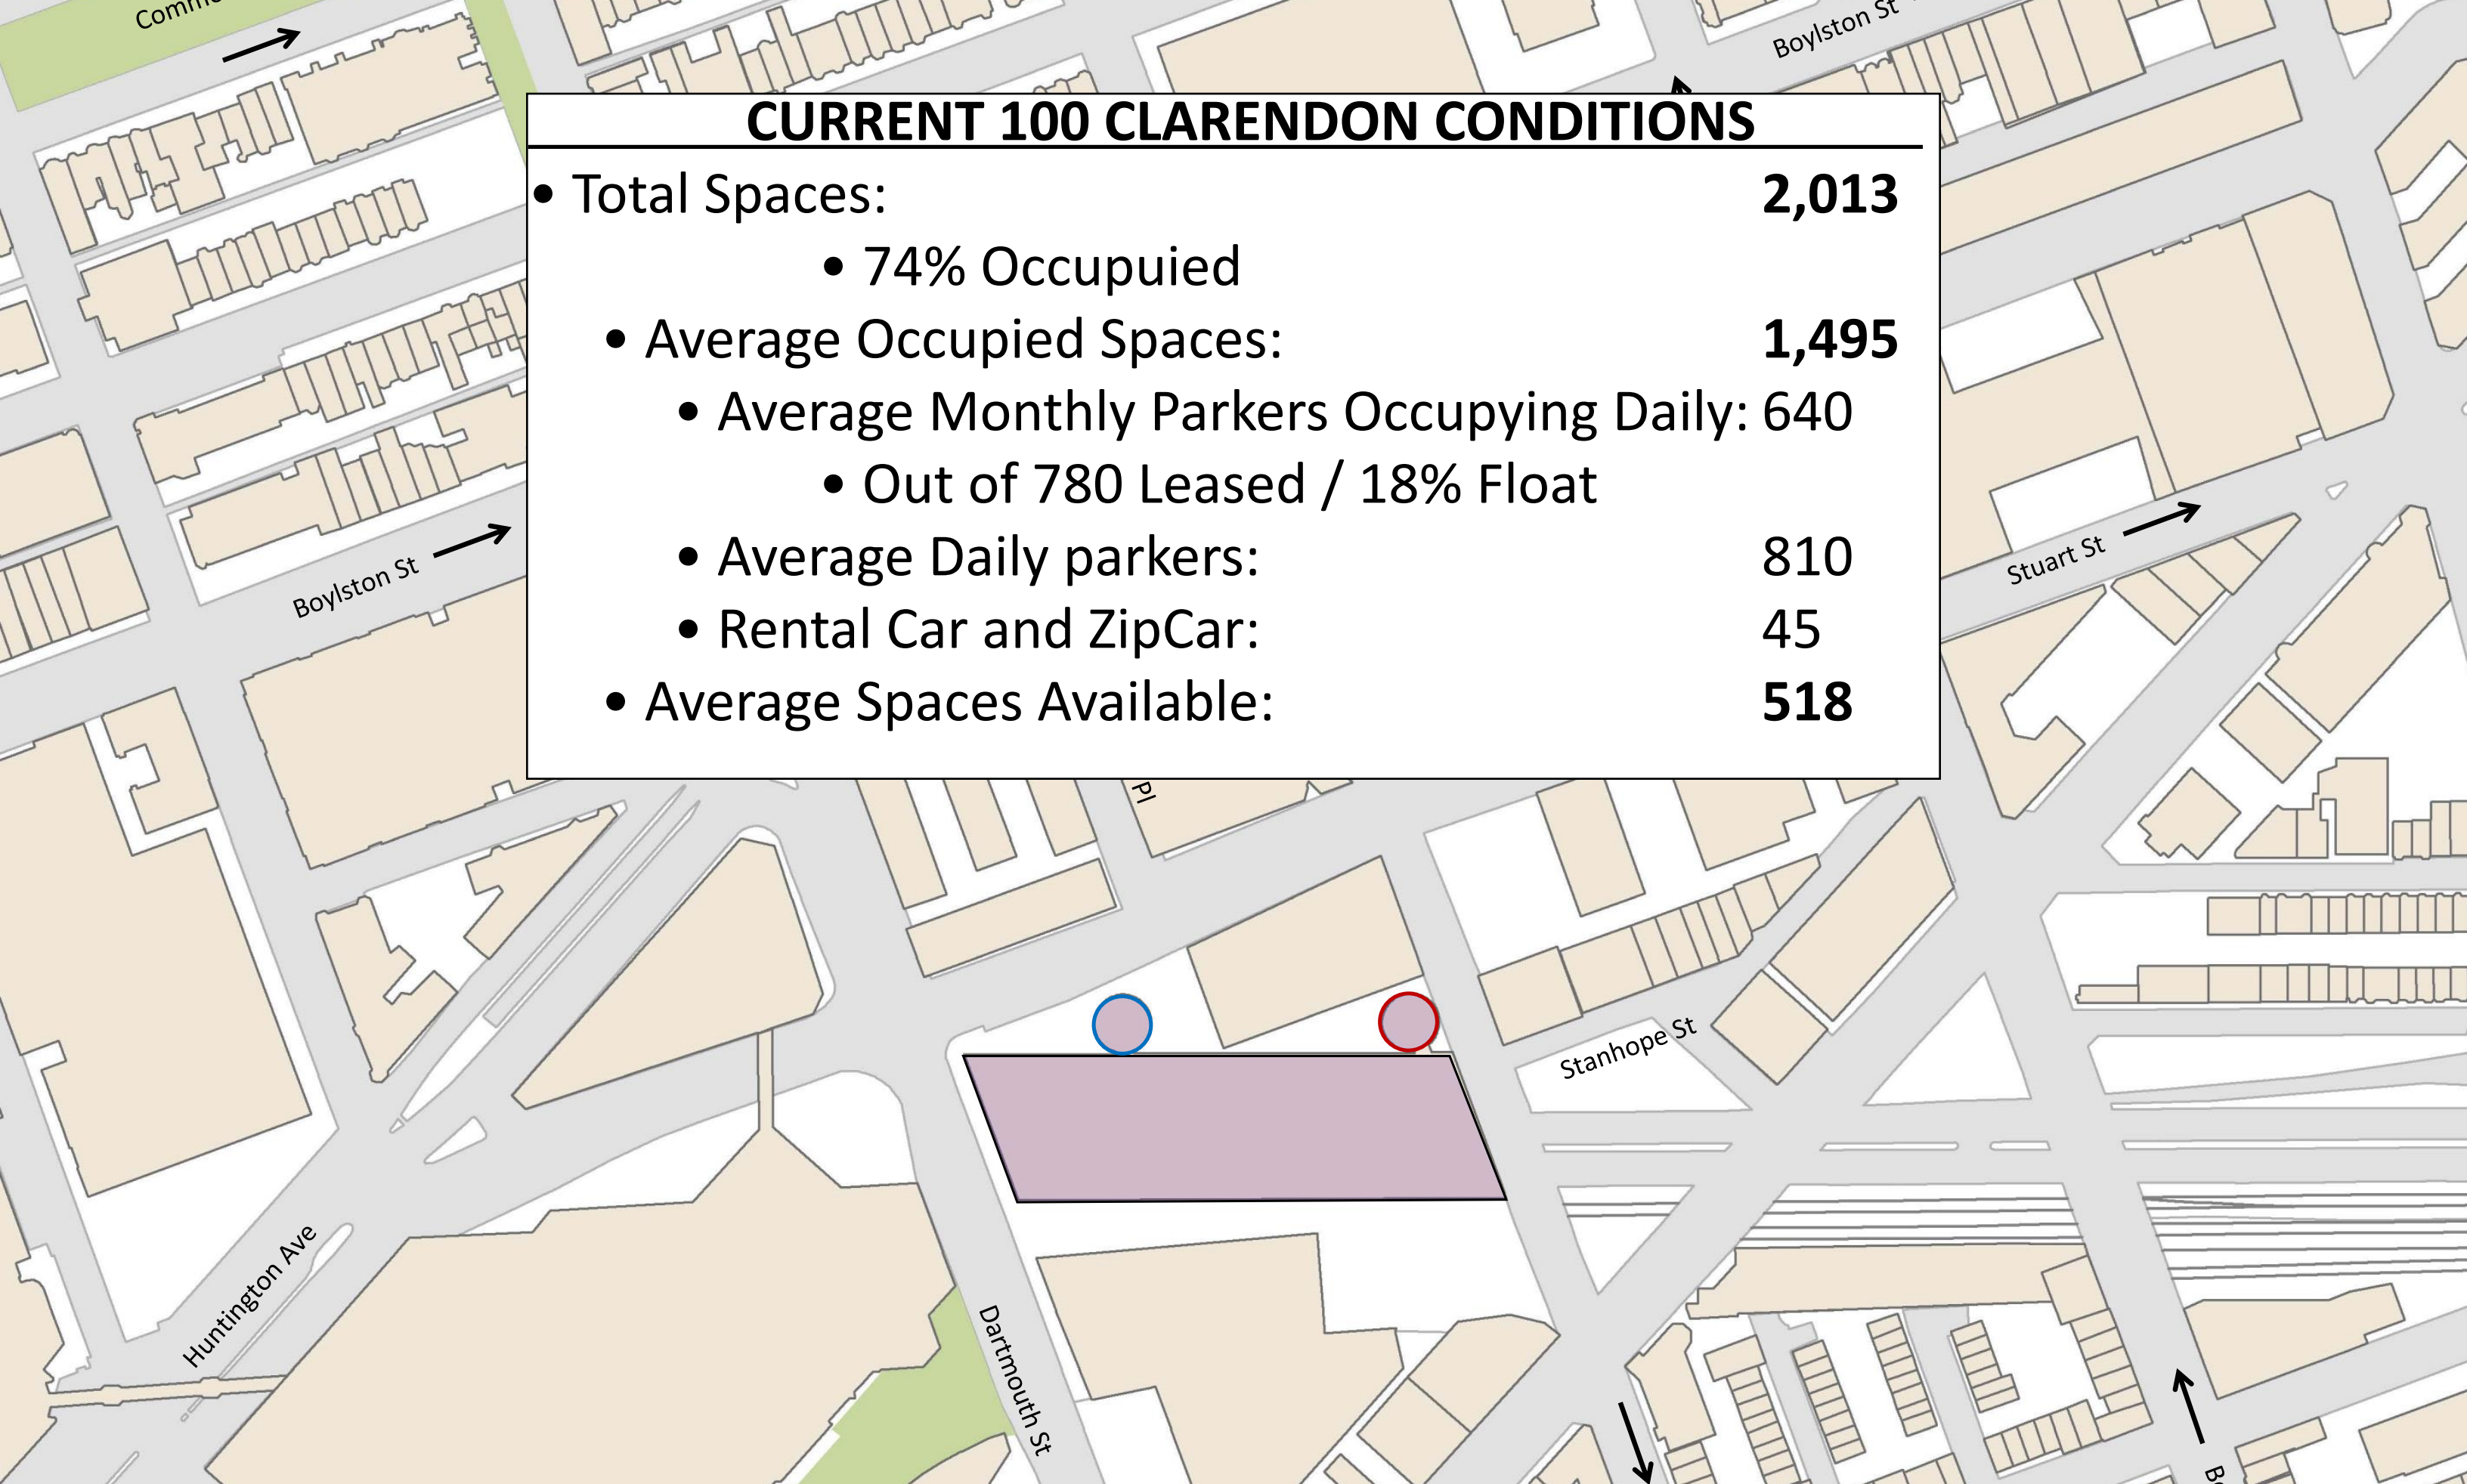 Boylston St
CURRENT 100 CLARENDON CONDITIONS
• Total Spaces: 2,013
• 74% Occupuied
• Average Occupied Spaces: 1,495
• Average Monthly Parkers Occupying Daily: 640
• Out of 780 Leased / 18% Float
• Average Daily parkers: 810
• Rental Car and ZipCar: 45
• Average Spaces Available: 518
Boylston St
Stuart St
Pl
Stanhope St
Huntington Ave
Dartmouth St